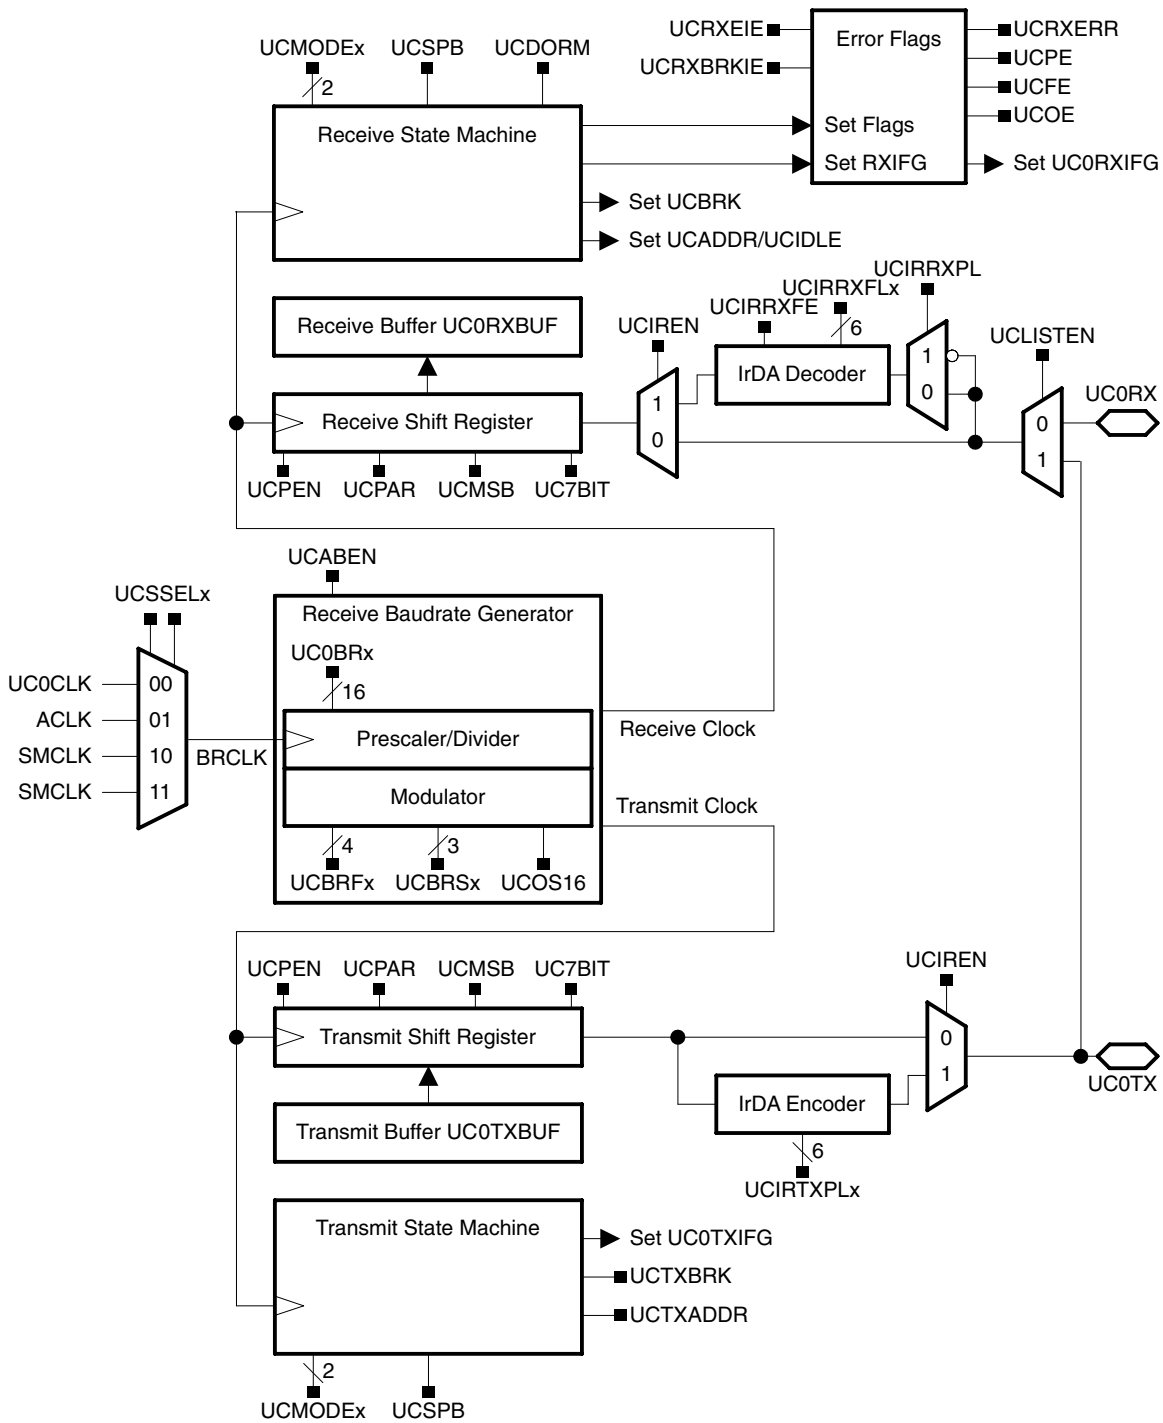 UCMODEx
2
UCSPB
UCDORM
UCRXEIE
UCRXBRKIE
Error Flags
Set Flags
Set RXIFG
UCRXERR
UCPE
UCFE
UCOE
Set UC0RXIFG
Receive State Machine
Set UCBRK
Set UCADDR/UCIDLE
Receive Buffer UC0RXBUF
Receive Shift Register
UCPEN
UCPAR
UCMSB
UC7BIT
UCIREN
1
0
UCIRRXFE
UCIRRXFLx
6
IrDA Decoder
UCIRRXPL
1
0
UCLISTEN
0
1
UC0RX
UCABEN
Receive Baudrate Generator
UC0BRx
16
Prescaler/Divider
Modulator
4
3
UCBRFx
UCBRSx
UCOS16
UCSSELx
UC0CLK
00
ACLK
01
SMCLK
10
SMCLK
11
BRCLK
Receive Clock
Transmit Clock
UCPEN
UCPAR
UCMSB
UC7BIT
Transmit Shift Register
Transmit Buffer UC0TXBUF
UCIREN
0
1
IrDA Encoder
6
UCIRTXPLx
UC0TX
Transmit State Machine
Set UC0TXIFG
UCTXBRK
UCTXADDR
2
UCMODEx
UCSPB